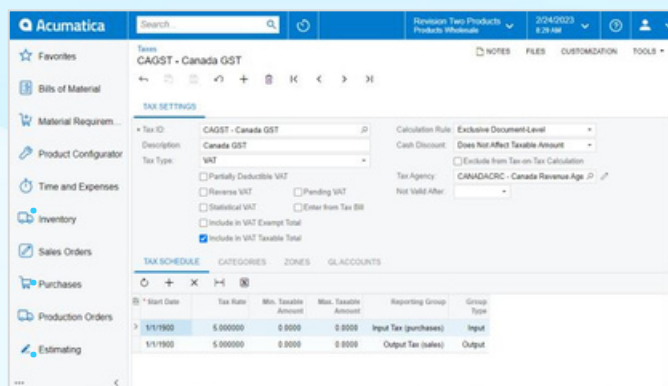 Acumatica
Search...
Revision Two Products
Products Wholesale
2/24/2023
8:29 AM
Taxes
CAGST - Canada GST
NOTES FILES CUSTOMIZATION TOOLS
TAX SETTINGS
Favorites
Bills of Material
Material Requirem...
Product Configurator
Time and Expenses
Inventory
Sales Orders
Purchases
Production Orders
Estimating
* Tax ID: CAGST - Canada GST Calculation Rule: Exclusive Document-Level
Description: Canada GST Cash Discount: Does Not Affect Taxable Amount
Tax Type: VAT Exclude from Tax-on-Tax Calculation
Partially Deductible VAT Tax Agency: CANADACRC - Canada Revenue Age
Reverse VAT Pending VAT Not Valid After:
Statistical VAT Enter from Tax Bill
Include in VAT Exempt Total
Include in VAT Taxable Total
TAX SCHEDULE CATEGORIES ZONES GL ACCOUNTS
* Start Date Tax Rate Min. Taxable Amount Max. Taxable Amount Reporting Group Group Type
1/1/1900 5.000000 0.0000 0.0000 Input Tax (purchases) Input
1/1/1900 5.000000 0.0000 0.0000 Output Tax (sales) Output